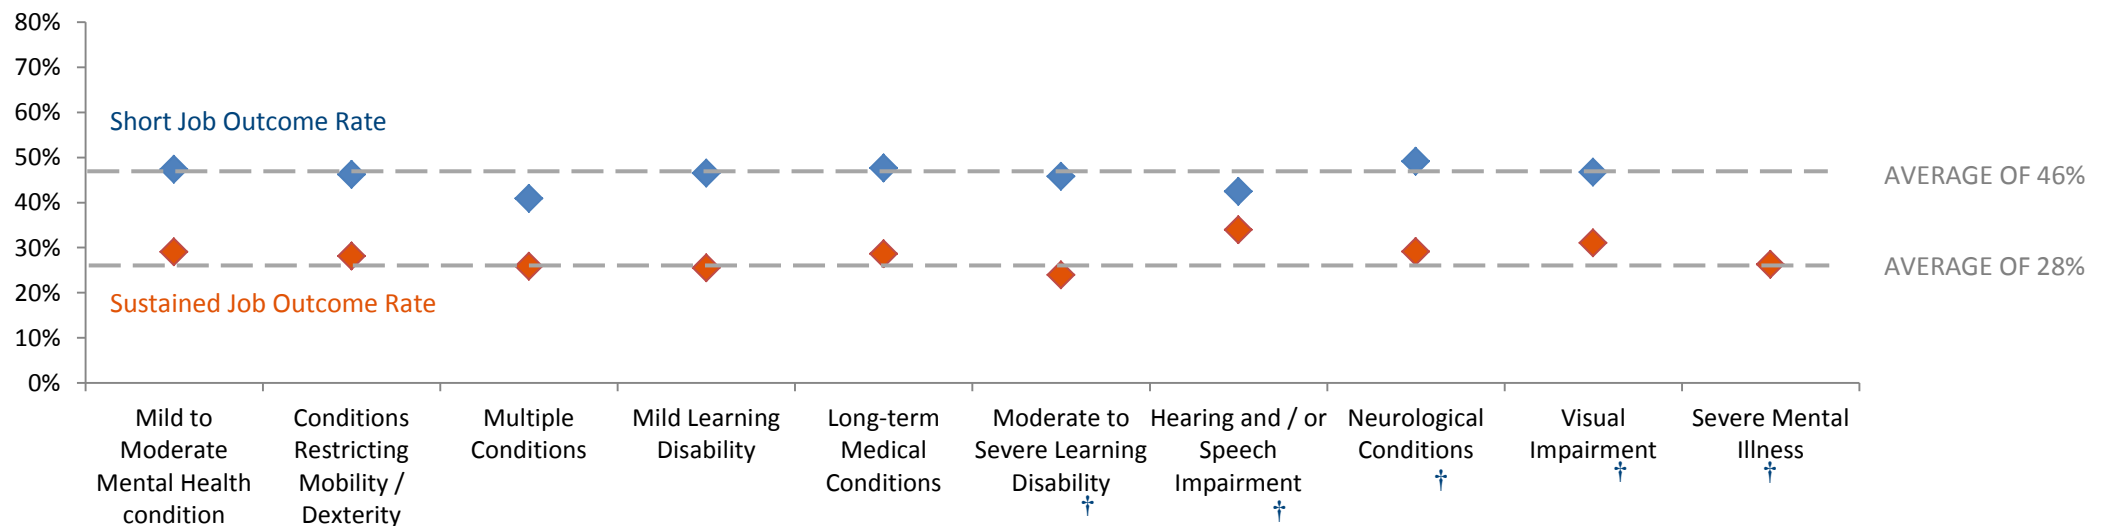 80%
70%
60%
50%
40%
30%
20%
10%
0%
Short Job Outcome Rate
Sustained Job Outcome Rate
AVERAGE OF 46%
AVERAGE OF 28%
Mild to
Moderate
Mental Health
condition
Conditions
Restricting
Mobility /
Dexterity
Multiple
Conditions
Mild Learning
Disability
Long-term
Medical
Conditions
Moderate to
Severe Learning
Disability
†
Hearing and / or
Speech
Impairment
†
Neurological
Conditions
†
Visual
Impairment
†
Severe Mental
Illness
†